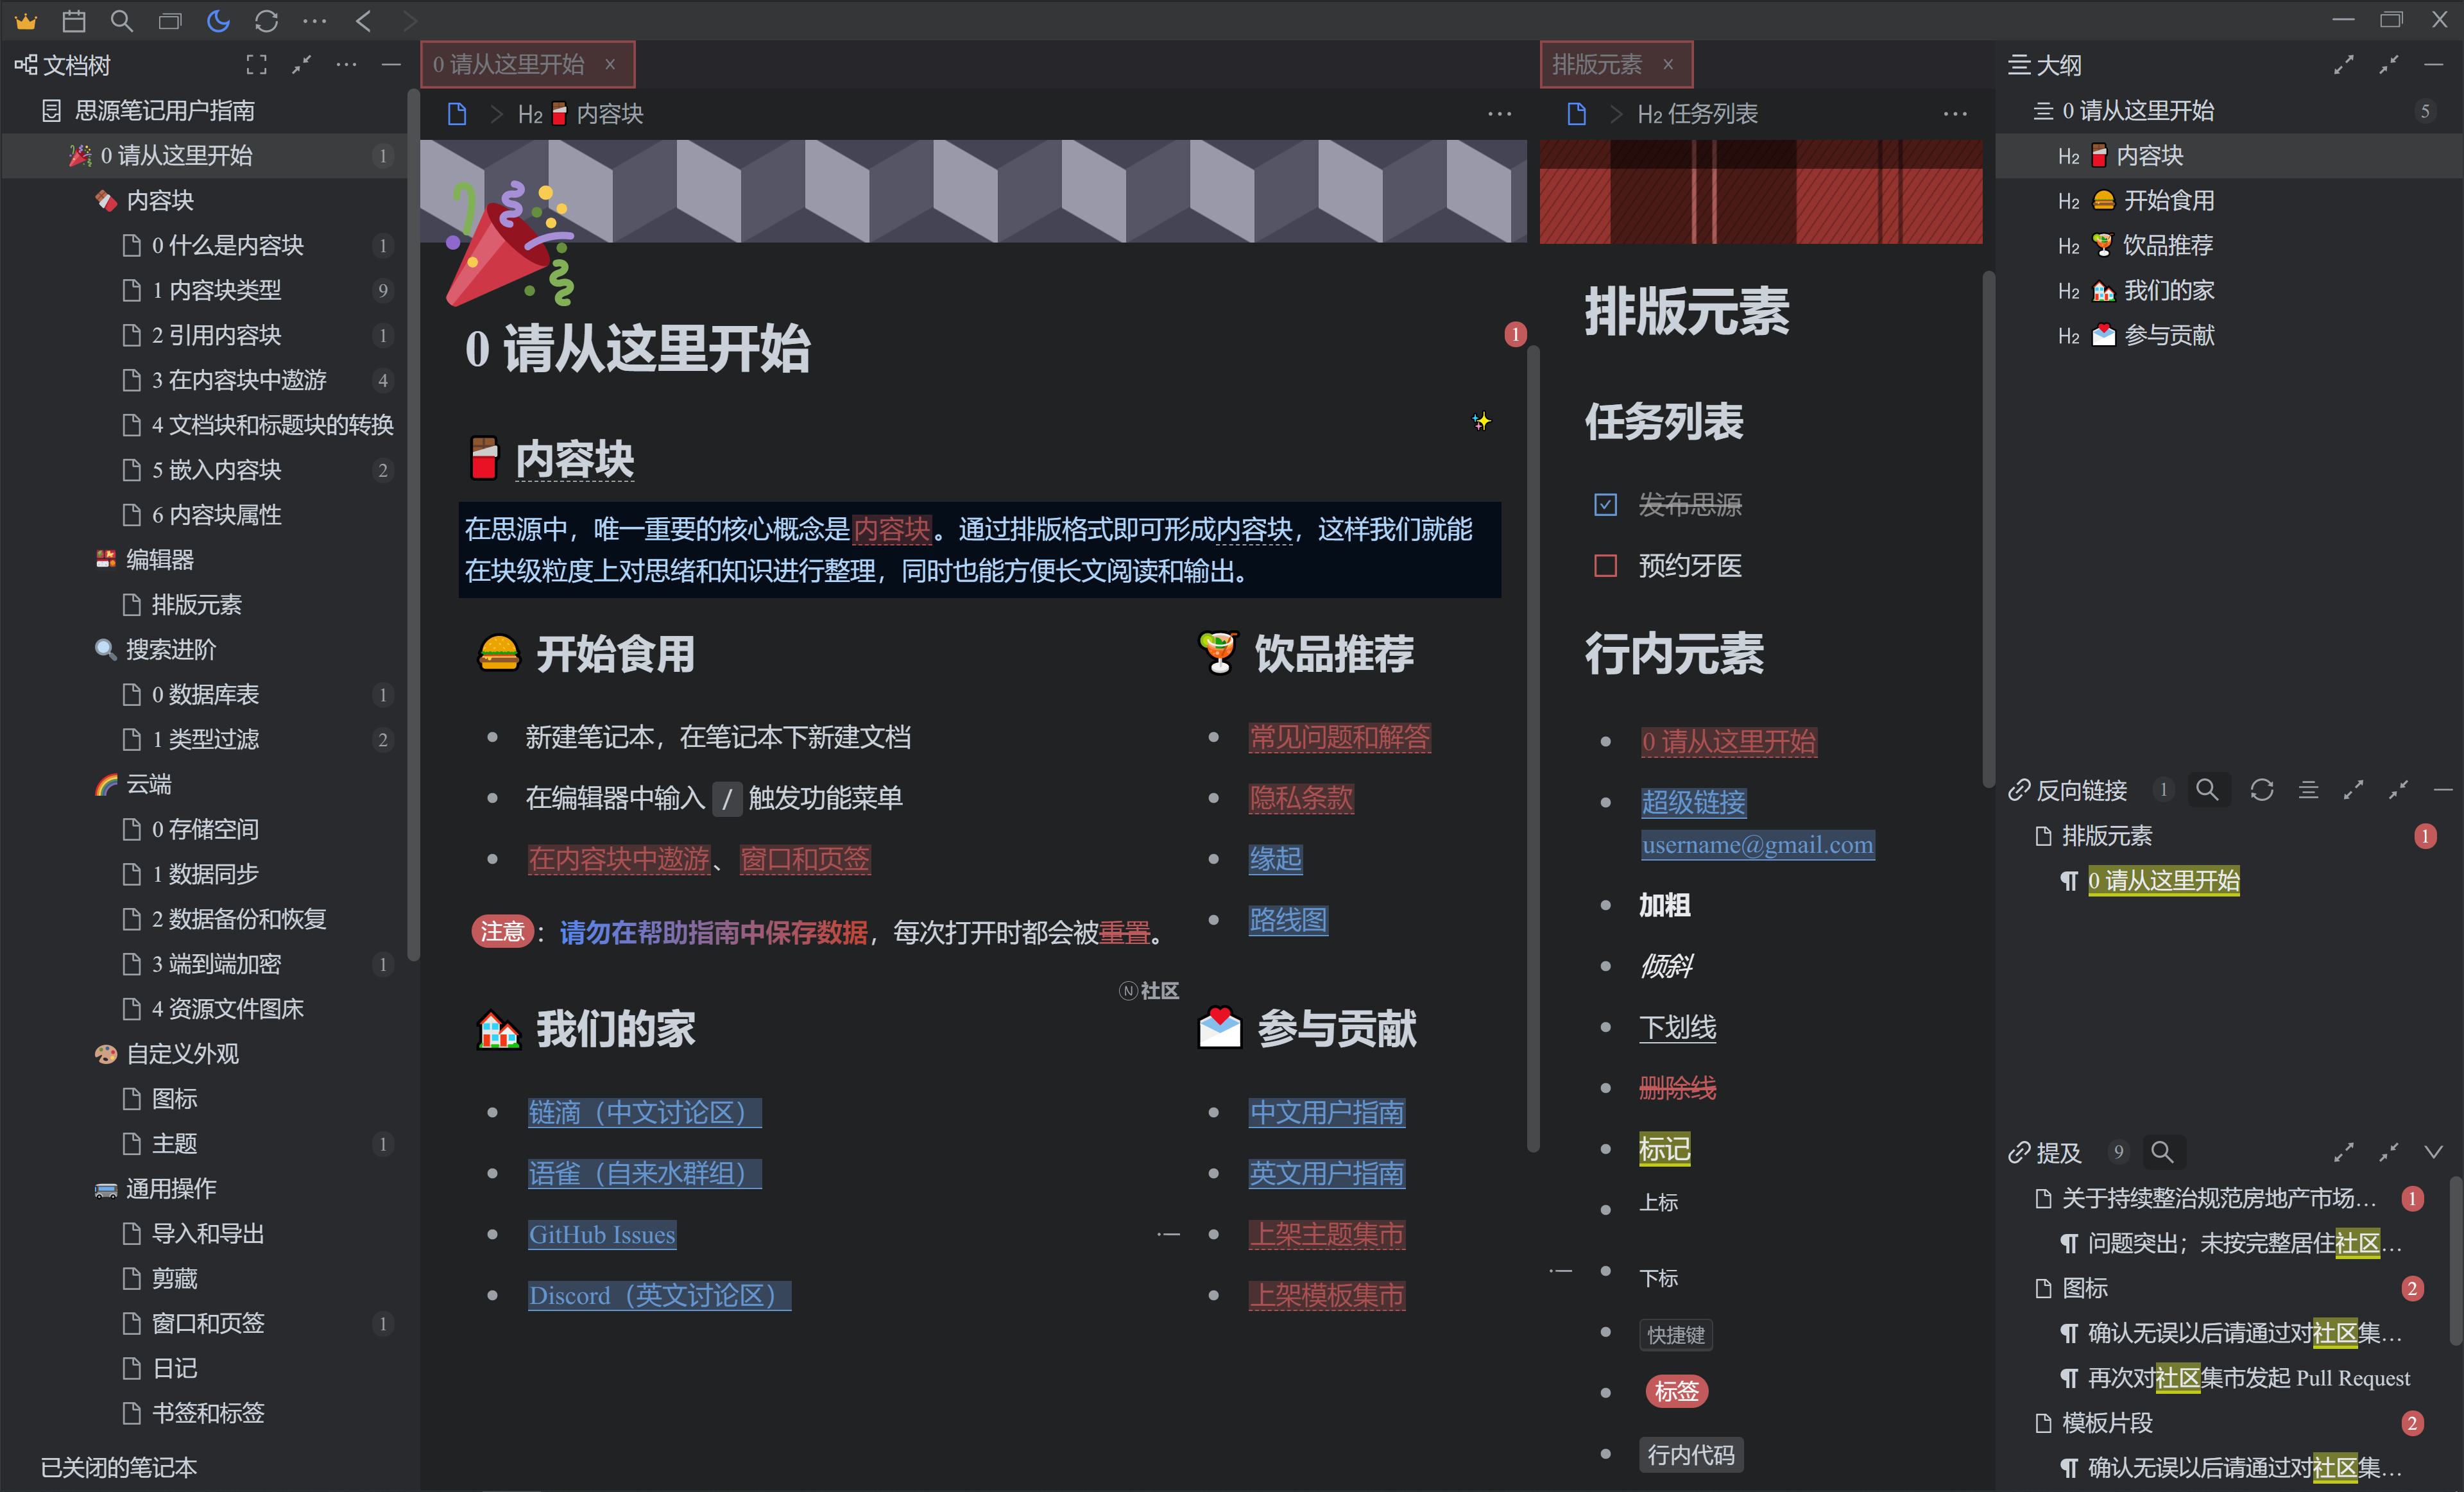 文档树
思源笔记用户指南
0 请从这里开始 1
内容块
0 什么是内容块 1
1 内容块类型 9
2 引用内容块 1
3 在内容块中遨游 4
4 文档块和标题块的转换
5 嵌入内容块 2
6 内容块属性
编辑器
排版元素
搜索进阶
0 数据库表 1
1 类型过滤 2
云端
0 存储空间
1 数据同步
2 数据备份和恢复
3 端到端加密 1
4 资源文件图床
自定义外观
图标
主题 1
通用操作
导入和导出
剪藏
窗口和页签 1
日记
书签和标签
已关闭的笔记本
0 请从这里开始 ×
H2 内容块 ···
0 请从这里开始
1
内容块
在思源中，唯一重要的核心概念是内容块。通过排版格式即可形成内容块，这样我们就能
在块级粒度上对思绪和知识进行整理，同时也能方便长文阅读和输出。
开始食用
新建笔记本，在笔记本下新建文档
在编辑器中输入 / 触发功能菜单
在内容块中遨游、窗口和页签
注意：请勿在帮助指南中保存数据，每次打开时都会被重置。
饮品推荐
常见问题和解答
隐私条款
缘起
路线图
N社区
我们的家
链滴（中文讨论区）
语雀（自来水群组）
GitHub Issues
Discord（英文讨论区）
参与贡献
中文用户指南
英文用户指南
上架主题集市
上架模板集市
排版元素 ×
H2 任务列表 ···
排版元素
任务列表
发布思源
预约牙医
行内元素
0 请从这里开始
超级链接
username@gmail.com
加粗
倾斜
下划线
删除线
标记
上标
下标
快捷键
标签
行内代码
大纲
0 请从这里开始 5
H2 内容块
H2 开始食用
H2 饮品推荐
H2 我们的家
H2 参与贡献
反向链接 1
排版元素 1
0 请从这里开始
提及 9
关于持续整治规范房地产市场… 1
问题突出；未按完整居住社区…
图标 2
确认无误以后请通过对社区集…
再次对社区集市发起 Pull Request
模板片段 2
确认无误以后请通过对社区集…